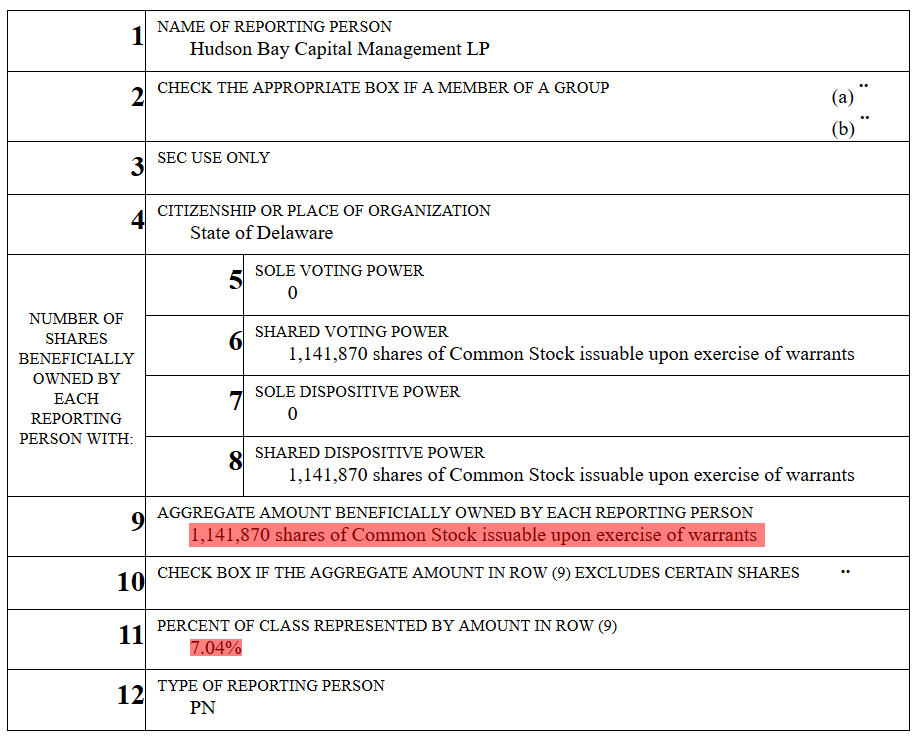 1
NAME OF REPORTING PERSON
Hudson Bay Capital Management LP
2
CHECK THE APPROPRIATE BOX IF A MEMBER OF A GROUP
(a) ¨
(b) ¨
3
SEC USE ONLY
4
CITIZENSHIP OR PLACE OF ORGANIZATION
State of Delaware
NUMBER OF
SHARES
BENEFICIALLY
OWNED BY
EACH
REPORTING
PERSON WITH:
5
SOLE VOTING POWER
0
6
SHARED VOTING POWER
1,141,870 shares of Common Stock issuable upon exercise of warrants
7
SOLE DISPOSITIVE POWER
0
8
SHARED DISPOSITIVE POWER
1,141,870 shares of Common Stock issuable upon exercise of warrants
9
AGGREGATE AMOUNT BENEFICIALLY OWNED BY EACH REPORTING PERSON
1,141,870 shares of Common Stock issuable upon exercise of warrants
10
CHECK BOX IF THE AGGREGATE AMOUNT IN ROW (9) EXCLUDES CERTAIN SHARES ¨
11
PERCENT OF CLASS REPRESENTED BY AMOUNT IN ROW (9)
7.04%
12
TYPE OF REPORTING PERSON
PN